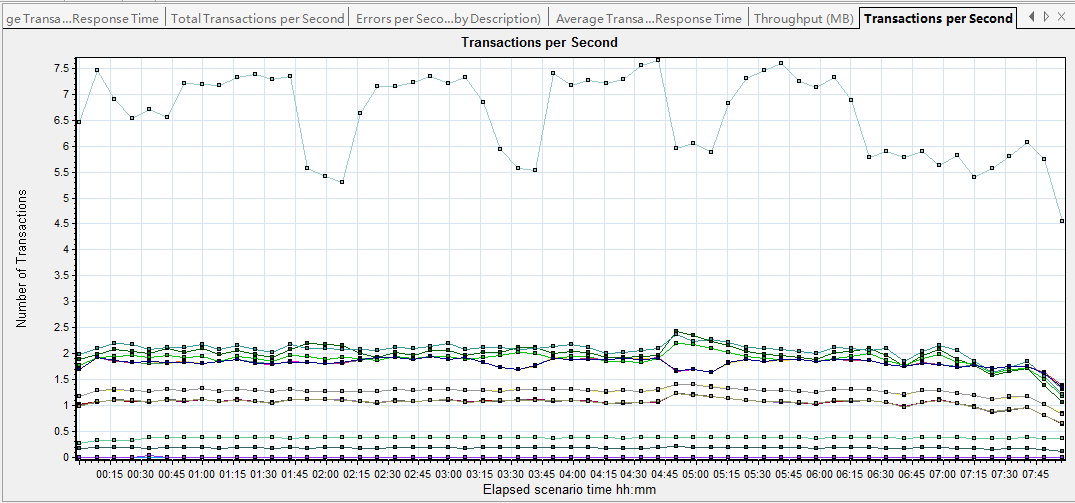 ge Transa...Response Time
Total Transactions per Second
Errors per Seco...by Description)
Average Transa...Response Time
Throughput (MB)
Transactions per Second
Transactions per Second
7.5
7
6.5
6
5.5
5
4.5
4
3.5
3
2.5
2
1.5
1
0.5
0
Number of Transactions
00:15 00:30 00:45 01:00 01:15 01:30 01:45 02:00 02:15 02:30 02:45 03:00 03:15 03:30 03:45 04:00 04:15 04:30 04:45 05:00 05:15 05:30 05:45 06:00 06:15 06:30 06:45 07:00 07:15 07:30 07:45
Elapsed scenario time hh:mm